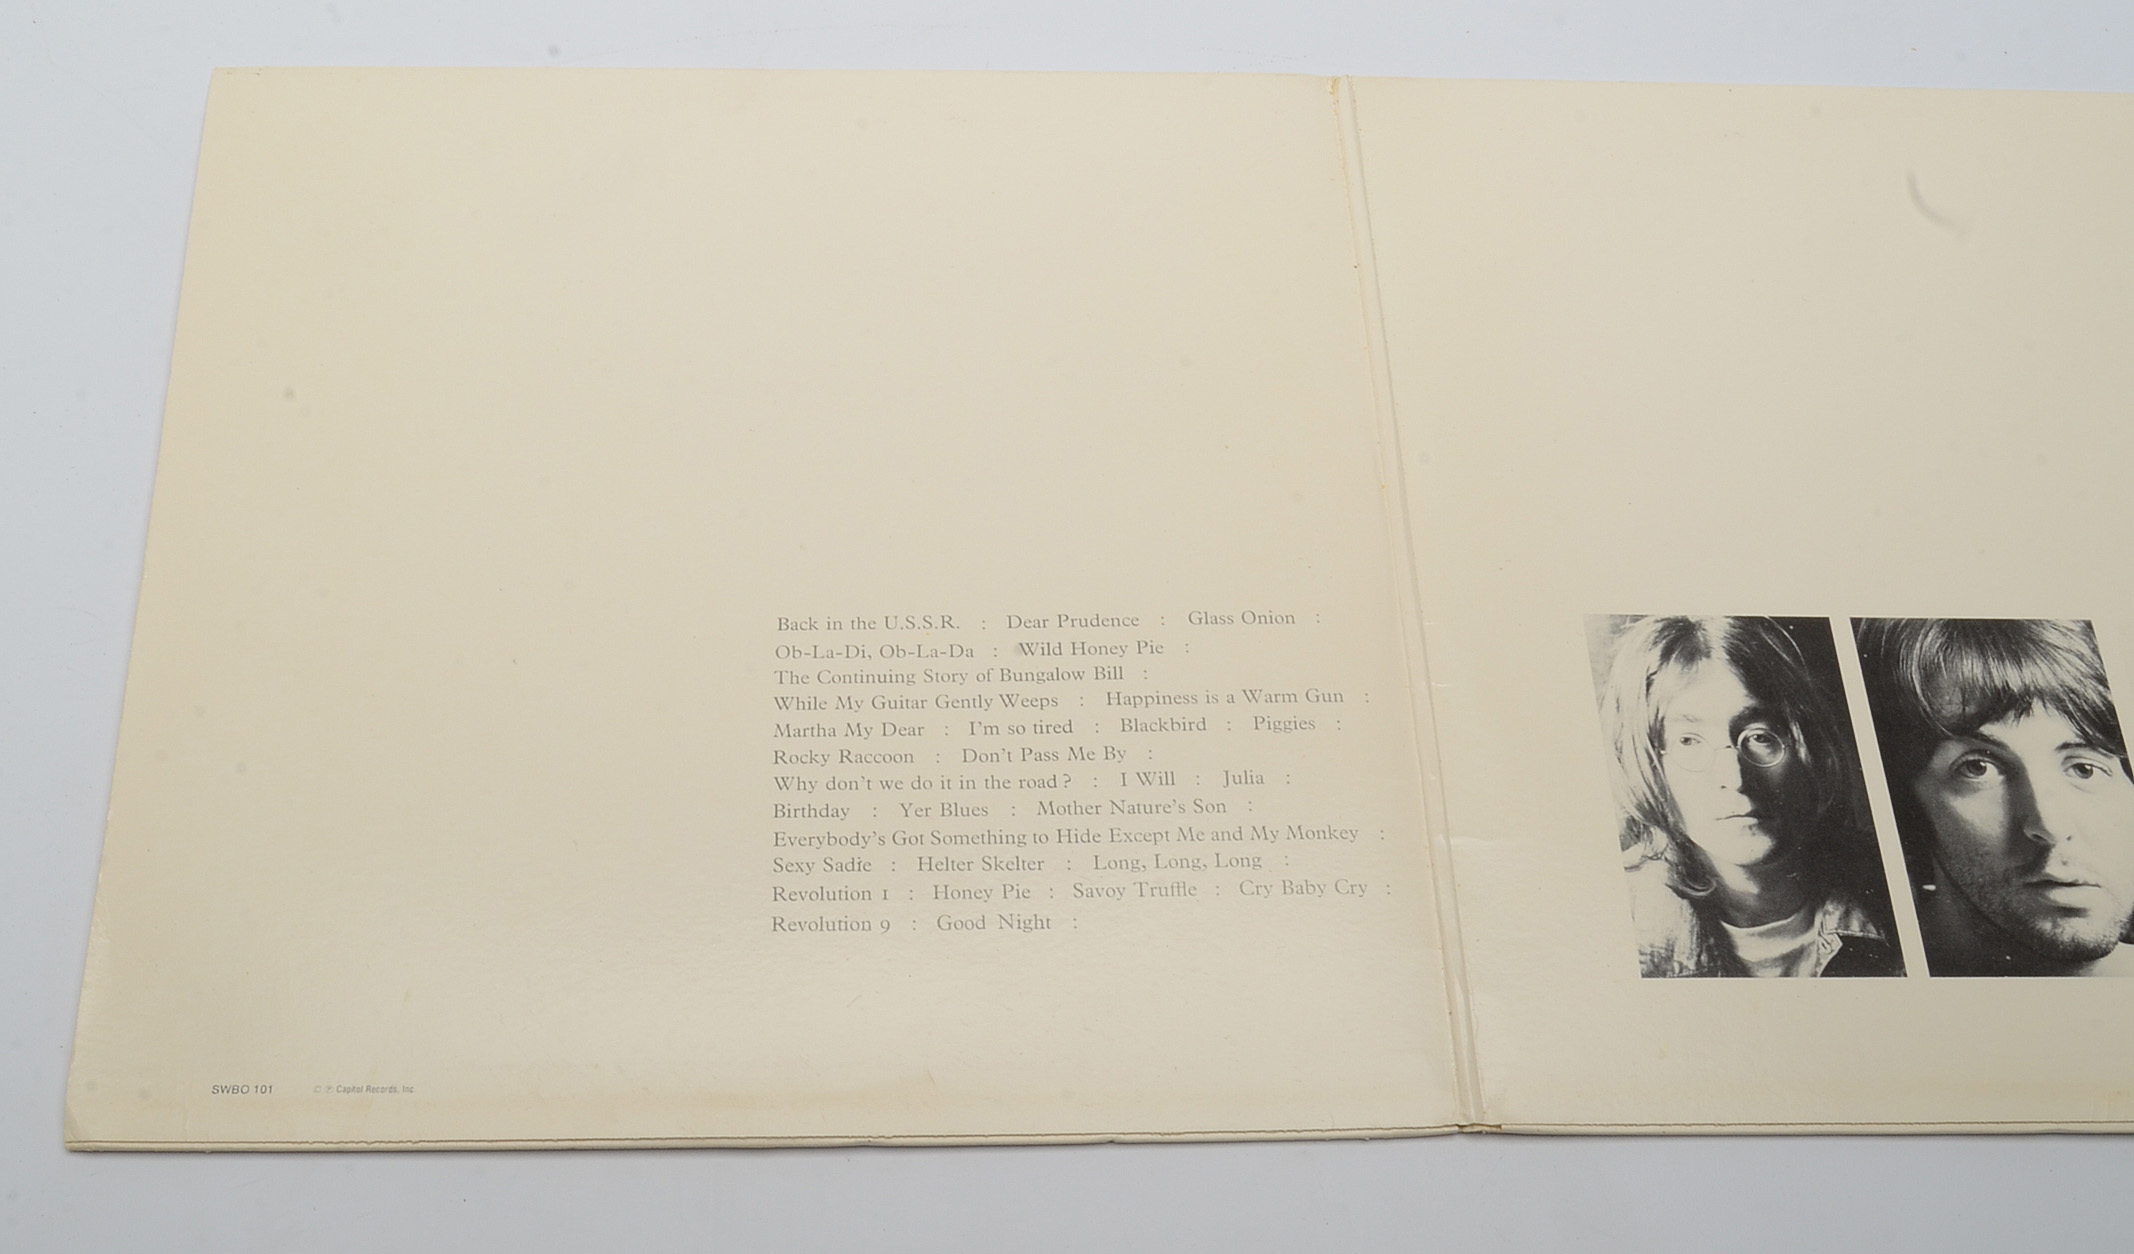 Back in the U.S.S.R. : Dear Prudence : Glass Onion :
Ob-La-Di, Ob-La-Da : Wild Honey Pie :
The Continuing Story of Bungalow Bill :
While My Guitar Gently Weeps : Happiness is a Warm Gun :
Martha My Dear : I'm so tired : Blackbird : Piggies :
Rocky Raccoon : Don't Pass Me By :
Why don't we do it in the road ? : I Will : Julia :
Birthday : Yer Blues : Mother Nature's Son :
Everybody's Got Something to Hide Except Me and My Monkey :
Sexy Sadie : Helter Skelter : Long, Long, Long :
Revolution 1 : Honey Pie : Savoy Truffle : Cry Baby Cry :
Revolution 9 : Good Night :
SWBO 101 © ℗ Capitol Records, Inc